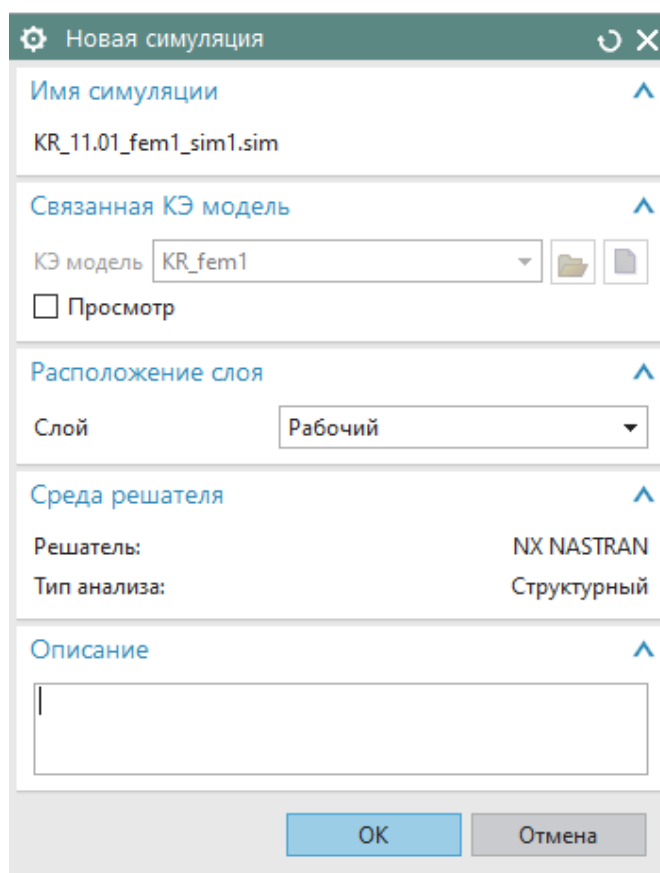 Новая симуляция
Имя симуляции
KR_11.01_fem1_sim1.sim
Связанная КЭ модель
КЭ модель KR_fem1
Просмотр
Расположение слоя
Слой Рабочий
Среда решателя
Решатель: NX NASTRAN
Тип анализа: Структурный
Описание
ОК Отмена